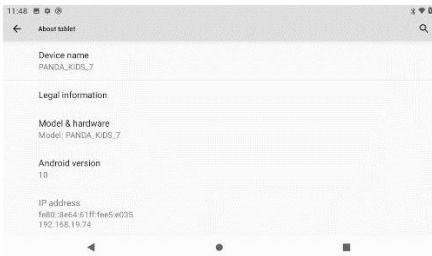 11:48
About tablet
Device name
PANDA_KIDS_7
Legal information
Model & hardware
Model: PANDA_KIDS_7
Android version
10
IP address
fe80::8e64:61ff:fee5:e035
192.168.19.74